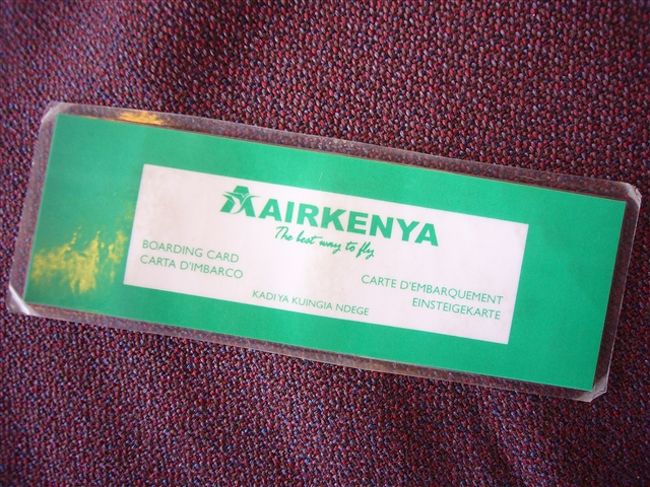 AIRKENYA
The best way to fly
BOARDING CARD
CARTA D'IMBARCO
CARTE D'EMBARQUEMENT
EINSTEIGEKARTE
KADI YA KUINGIA NDEGE